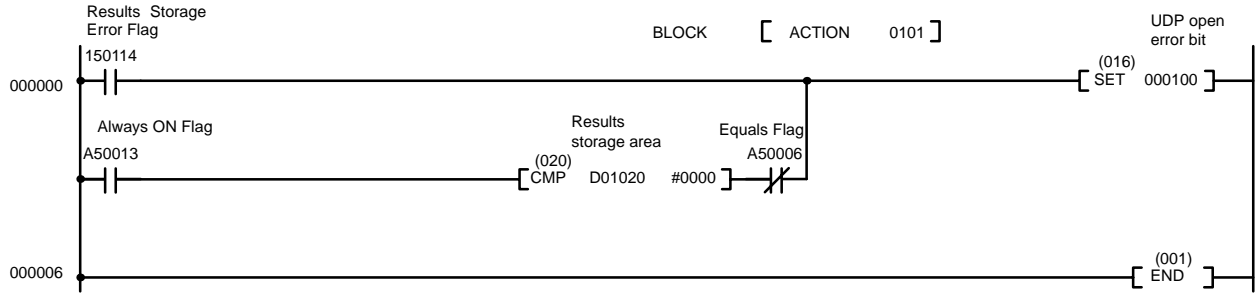 Results Storage
Error Flag
BLOCK [ ACTION 0101 ]
UDP open
error bit
150114
(016)
000000
[ SET 000100 ]
Always ON Flag
Results
storage area
Equals Flag
A50013
(020)
A50006
[ CMP D01020 #0000 ]
(001)
000006
[ END ]